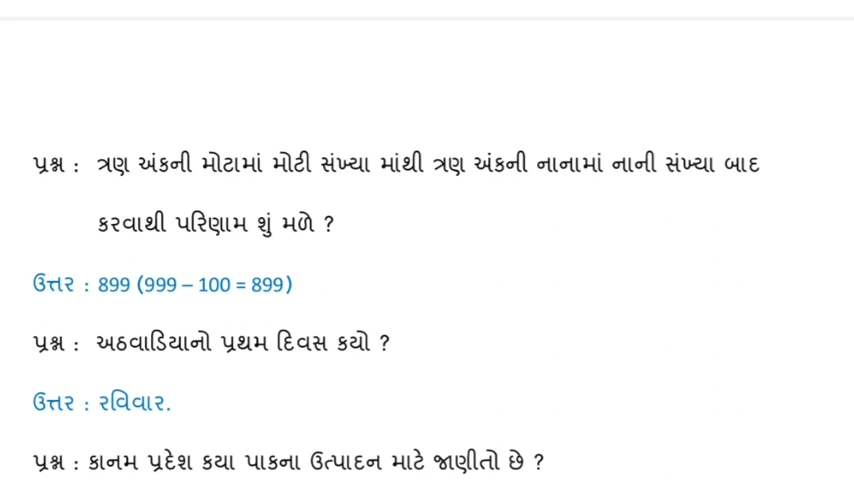 પ્રશ્ન : ત્રણ અંકની મોટામાં મોટી સંખ્યા માંથી ત્રણ અંકની નાનામાં નાની સંખ્યા બાદ
કરવાથી પરિણામ શું મળે ?
ઉત્તર : 899 (999 – 100 = 899)
પ્રશ્ન : અઠવાડિયાનો પ્રથમ દિવસ કયો ?
ઉત્તર : રવિવાર.
પ્રશ્ન : કાનમ પ્રદેશ કયા પાકના ઉત્પાદન માટે જાણીતો છે ?